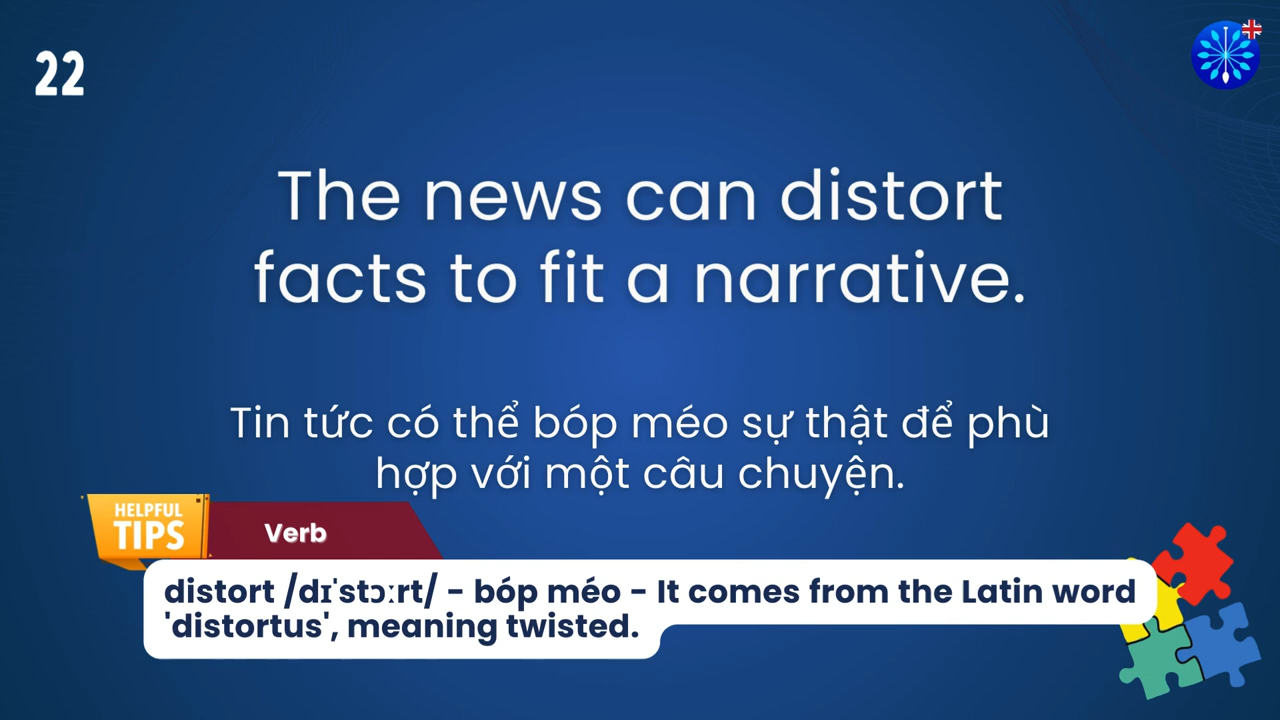 22
The news can distort
facts to fit a narrative.
Tin tức có thể bóp méo sự thật để phù
hợp với một câu chuyện.
HELPFUL
TIPS
Verb
distort /dɪˈstɔːrt/ - bóp méo - It comes from the Latin word
'distortus', meaning twisted.